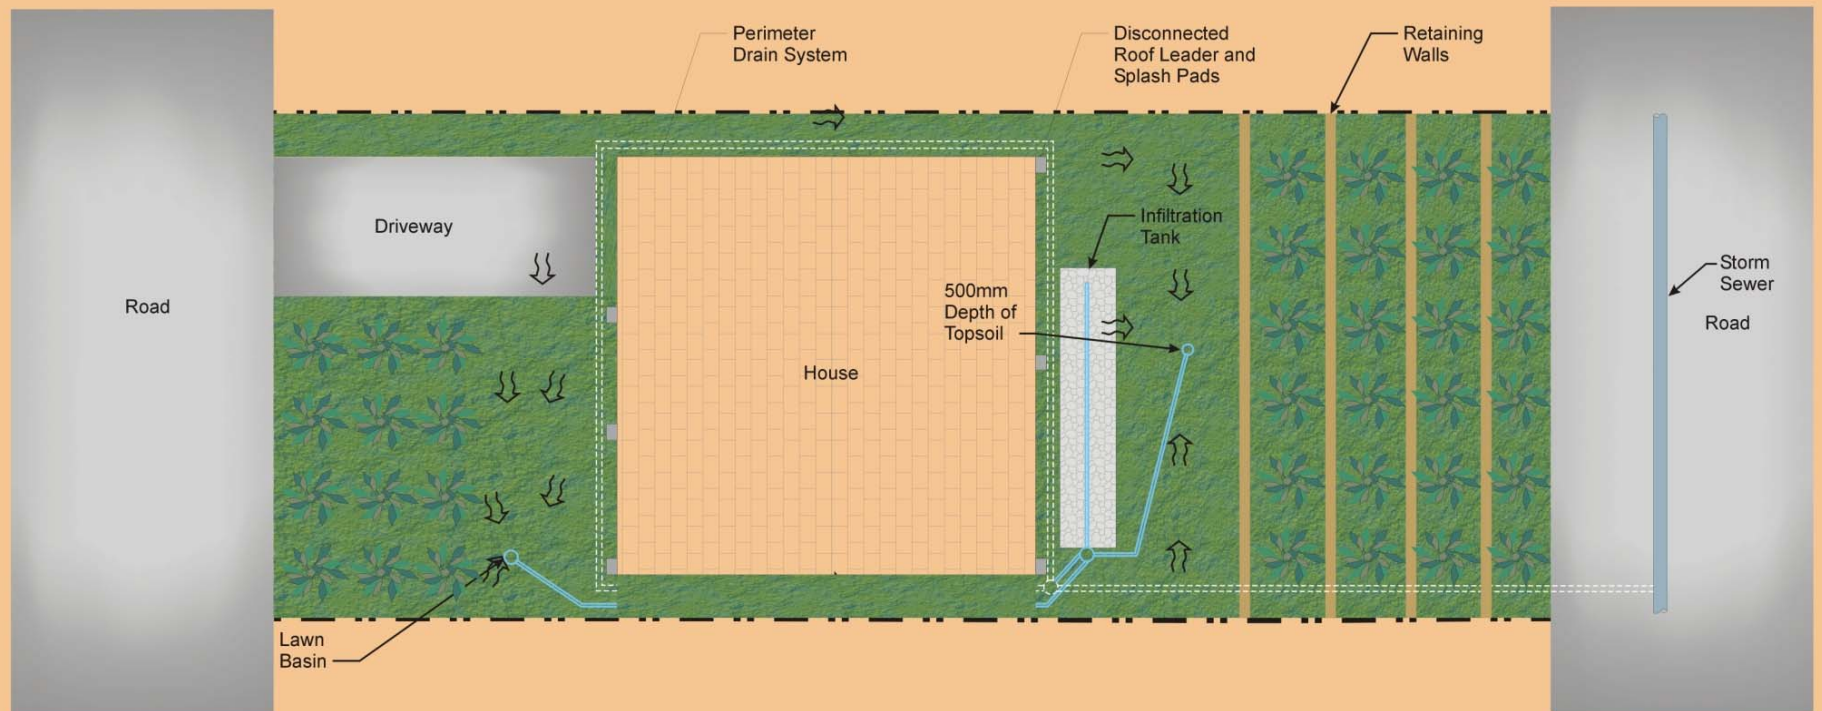 Perimeter
Drain System
Disconnected
Roof Leader and
Splash Pads
Retaining
Walls
Driveway
Infiltration
Tank
500mm
Depth of
Topsoil
Storm
Sewer
Road
Road
House
Lawn
Basin